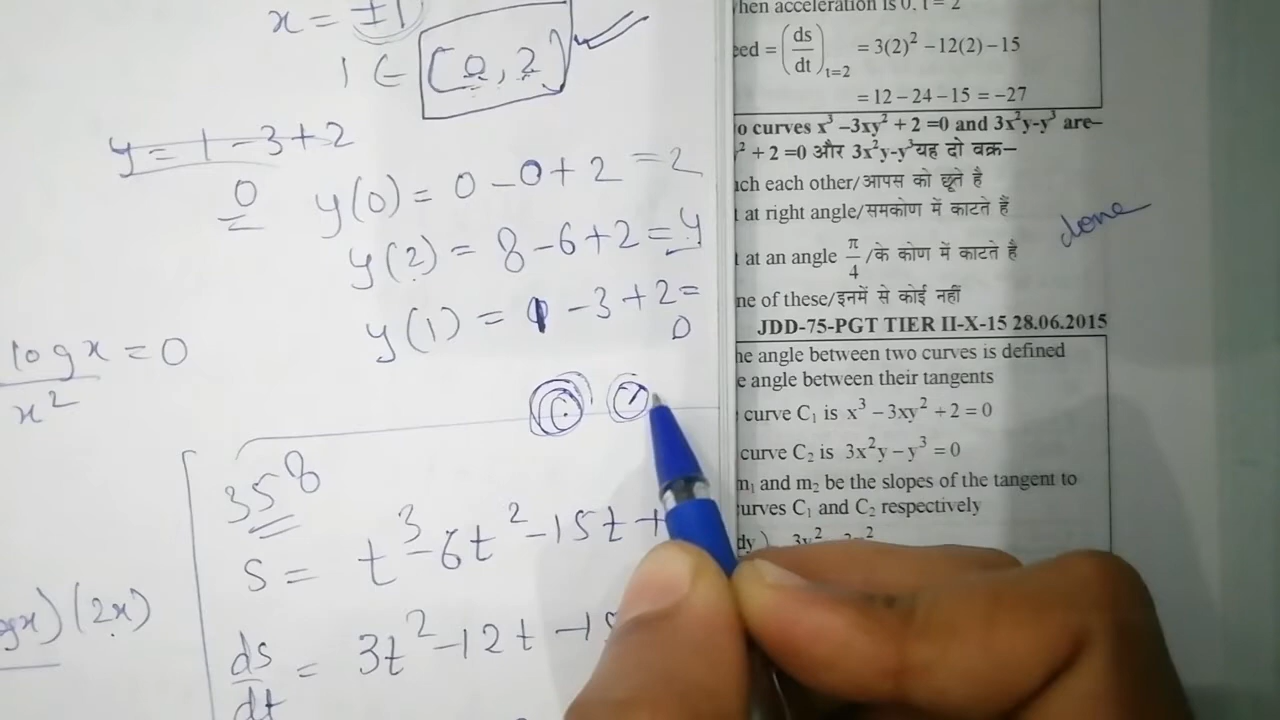 x = ±1
1 ∈ [0, 2]
y = 1 - 3 + 2
0
y(0) = 0 - 0 + 2 = 2
y(2) = 8 - 6 + 2 = 4
y(1) = 1 - 3 + 2 =
0
log x = 0
x²
358
s = t³ - 6t² - 15t +
ds = 3t² - 12t - 15
dt
gx) (2x)
hen acceleration is 0, t = 2
eed = (ds/dt)t=2 = 3(2)² – 12(2) – 15
= 12 – 24 – 15 = –27
o curves x³ – 3xy² + 2 =0 and 3x²y-y³ are–
y² + 2 =0 और 3x²y–y³यह दो वक्र–
uch each other/आपस को छूते है
t at right angle/समकोण में काटते हैं
t at an angle π/4 /के कोण में काटते है
ne of these/इनमें से कोई नहीं
done
JDD-75-PGT TIER II-X-15 28.06.2015
he angle between two curves is defined
e angle between their tangents
curve C₁ is x³ – 3xy² + 2 = 0
curve C₂ is 3x²y – y³ = 0
m₁ and m₂ be the slopes of the tangent to
urves C₁ and C₂ respectively
dy)